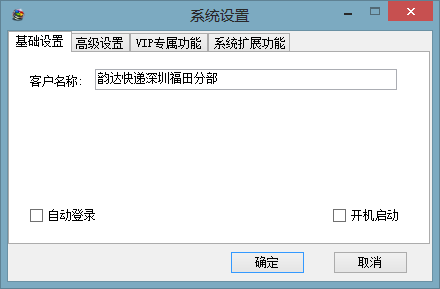 系统设置
基础设置 高级设置 VIP专属功能 系统扩展功能
客户名称: 韵达快递深圳福田分部
自动登录 开机启动
确定 取消